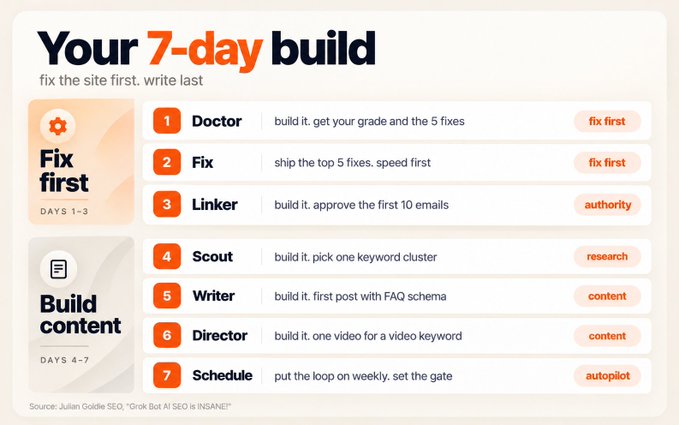 Your 7-day build
fix the site first. write last
Fix
first
DAYS 1–3
1 Doctor build it. get your grade and the 5 fixes fix first
2 Fix ship the top 5 fixes. speed first fix first
3 Linker build it. approve the first 10 emails authority
Build
content
DAYS 4–7
4 Scout build it. pick one keyword cluster research
5 Writer build it. first post with FAQ schema content
6 Director build it. one video for a video keyword content
7 Schedule put the loop on weekly. set the gate autopilot
Source: Julian Goldie SEO, "Grok Bot AI SEO is INSANE!"